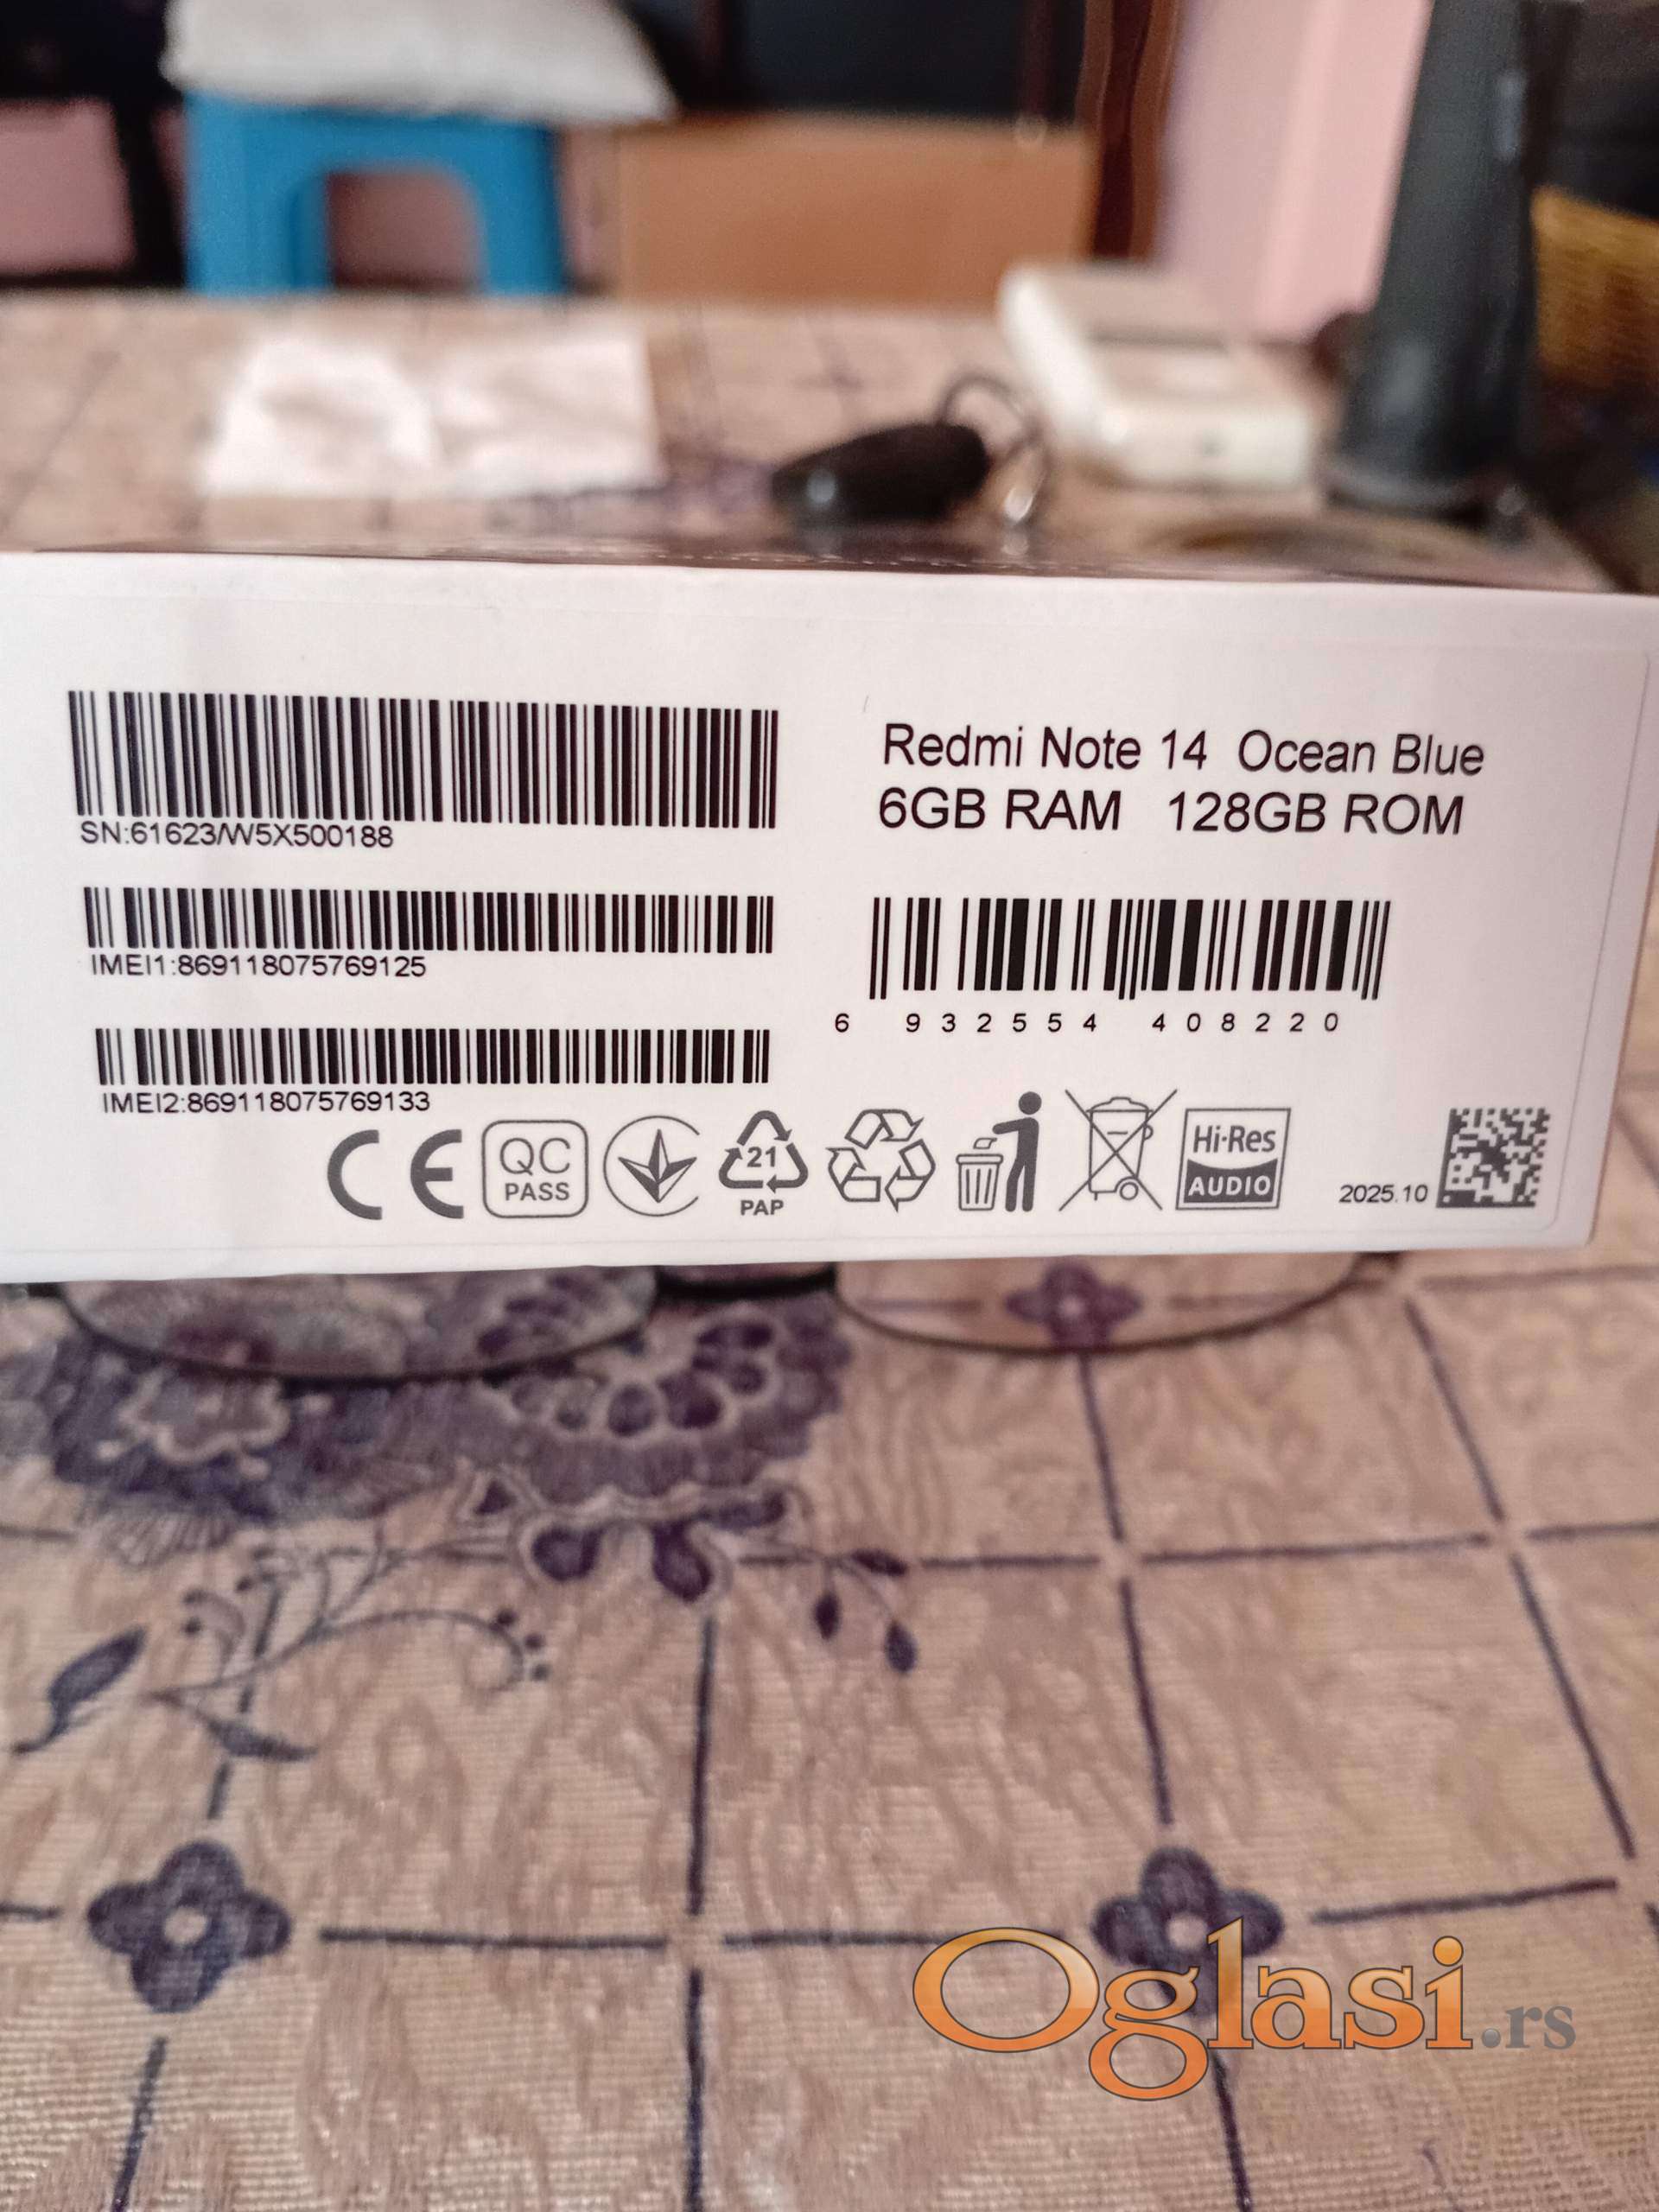 SN:61623/W5X500188
IMEI1:869118075769125
IMEI2:869118075769133
Redmi Note 14 Ocean Blue
6GB RAM 128GB ROM
6 932554 408220
CE
QC
PASS
21
PAP
Hi-Res
AUDIO
2025.10
Oglasi.rs